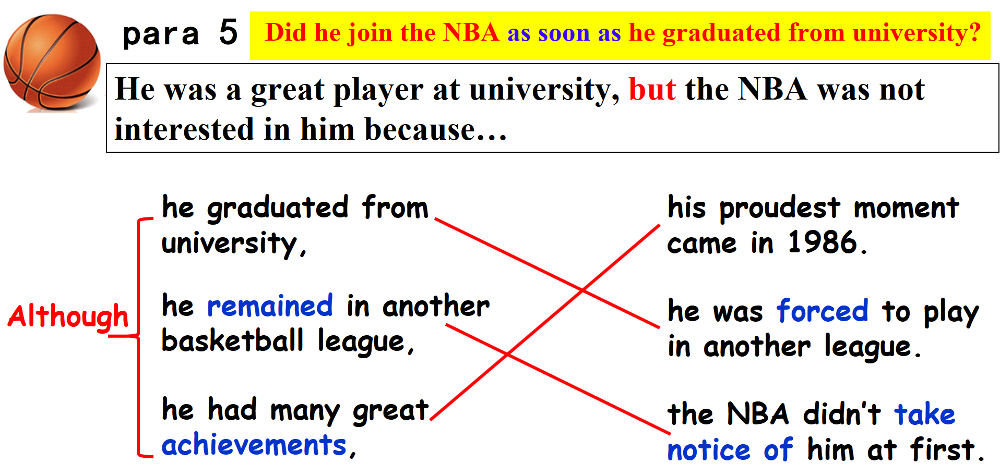 para 5
Did he join the NBA as soon as he graduated from university?
He was a great player at university, but the NBA was not
interested in him because…
Although
he graduated from
university,
he remained in another
basketball league,
he had many great
achievements,
his proudest moment
came in 1986.
he was forced to play
in another league.
the NBA didn’t take
notice of him at first.